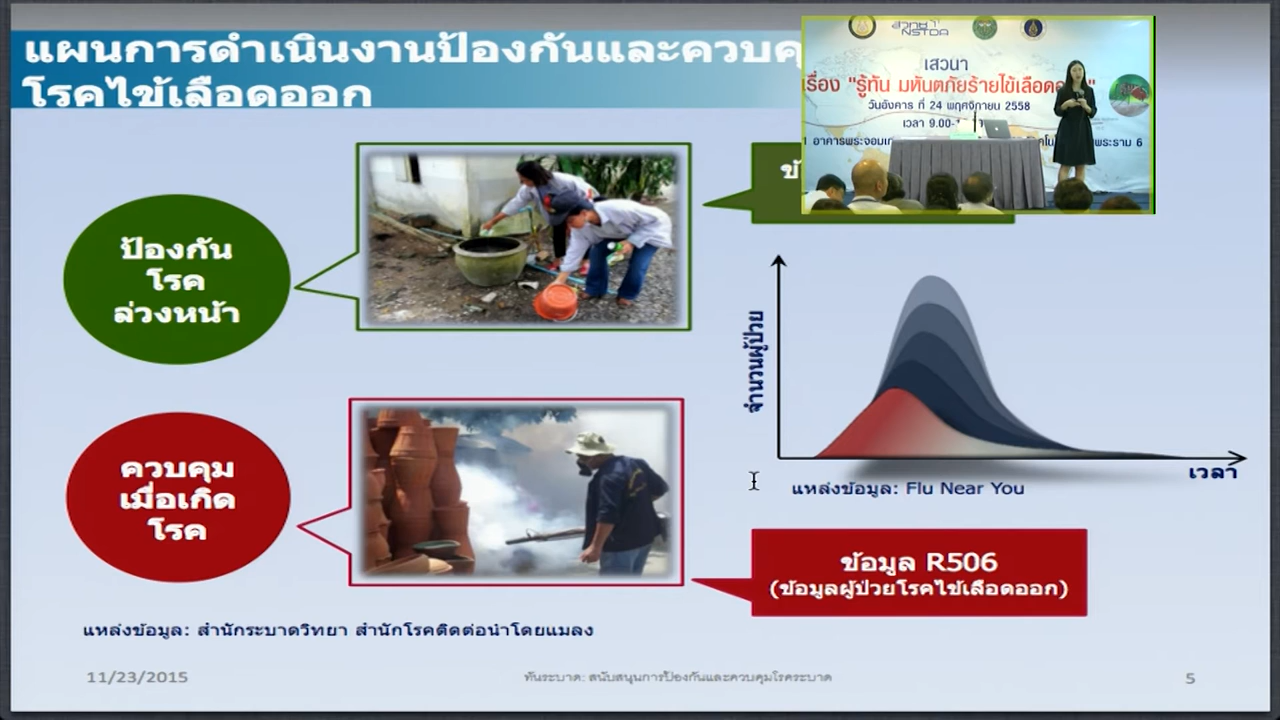 แผนการดำเนินงานป้องกันและควบคุ
โรคไข้เลือดออก
สวทช
NSTDA
เสวนา
เรื่อง "รู้ทัน มหันตภัยร้ายไข้เลือดออก"
วันอังคาร ที่ 24 พฤศจิกายน 2558
เวลา 9.00-
อาคารพระจอมเก
พระราม 6
ป้องกัน
โรค
ล่วงหน้า
จำนวนผู้ป่วย
เวลา
แหล่งข้อมูล: Flu Near You
ควบคุม
เมื่อเกิด
โรค
ข้อมูล R506
(ข้อมูลผู้ป่วยโรคไข้เลือดออก)
แหล่งข้อมูล: สำนักระบาดวิทยา สำนักโรคติดต่อนำโดยแมลง
11/23/2015
ทันระบาด: สนับสนุนการป้องกันและควบคุมโรคระบาด
5